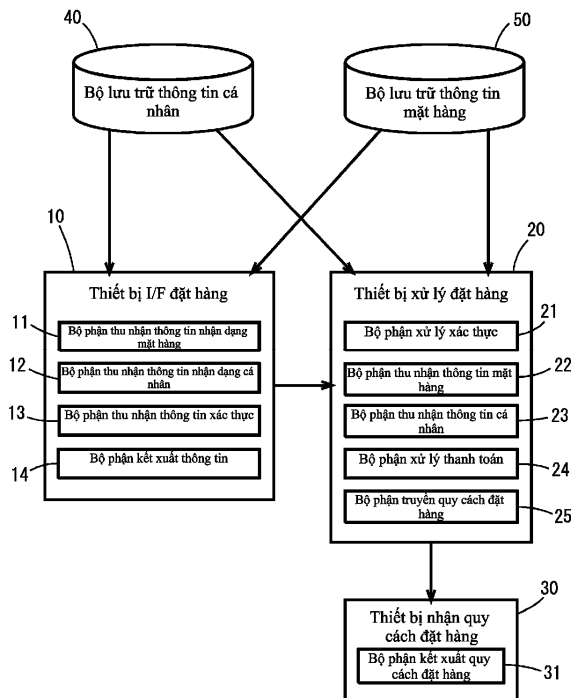 40
50
Bộ lưu trữ thông tin cá
nhân
Bộ lưu trữ thông tin
mặt hàng
10
20
Thiết bị I/F đặt hàng
11
Bộ phận thu nhận thông tin nhận dạng
mặt hàng
12
Bộ phận thu nhận thông tin nhận dạng cá
nhân
13
Bộ phận thu nhận thông tin xác thực
14
Bộ phận kết xuất thông tin
Thiết bị xử lý đặt hàng
21
Bộ phận xử lý xác thực
22
Bộ phận thu nhận thông tin mặt
hàng
23
Bộ phận thu nhận thông tin cá
nhân
24
Bộ phận xử lý thanh toán
25
Bộ phận truyền quy cách đặt
hàng
30
Thiết bị nhận quy
cách đặt hàng
31
Bộ phận kết xuất quy
cách đặt hàng